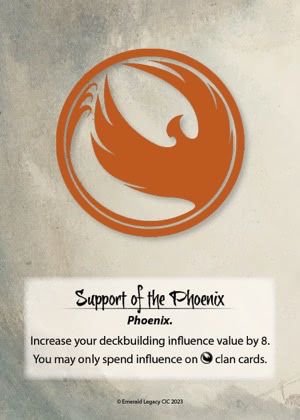 Support of the Phoenix
Phoenix.
Increase your deckbuilding influence value by 8.
You may only spend influence on clan cards.
© Emerald Legacy CIC 2023